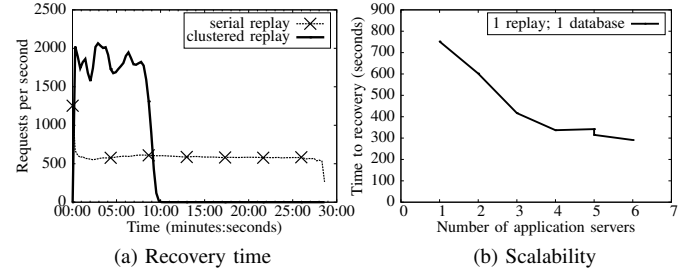 serial replay
clustered replay
Requests per second
2500
2000
1500
1000
500
0
00:00 05:00 10:00 15:00 20:00 25:00 30:00
Time (minutes:seconds)
(a) Recovery time
1 replay; 1 database
Time to recovery (seconds)
900
800
700
600
500
400
300
200
100
0
0 1 2 3 4 5 6 7
Number of application servers
(b) Scalability